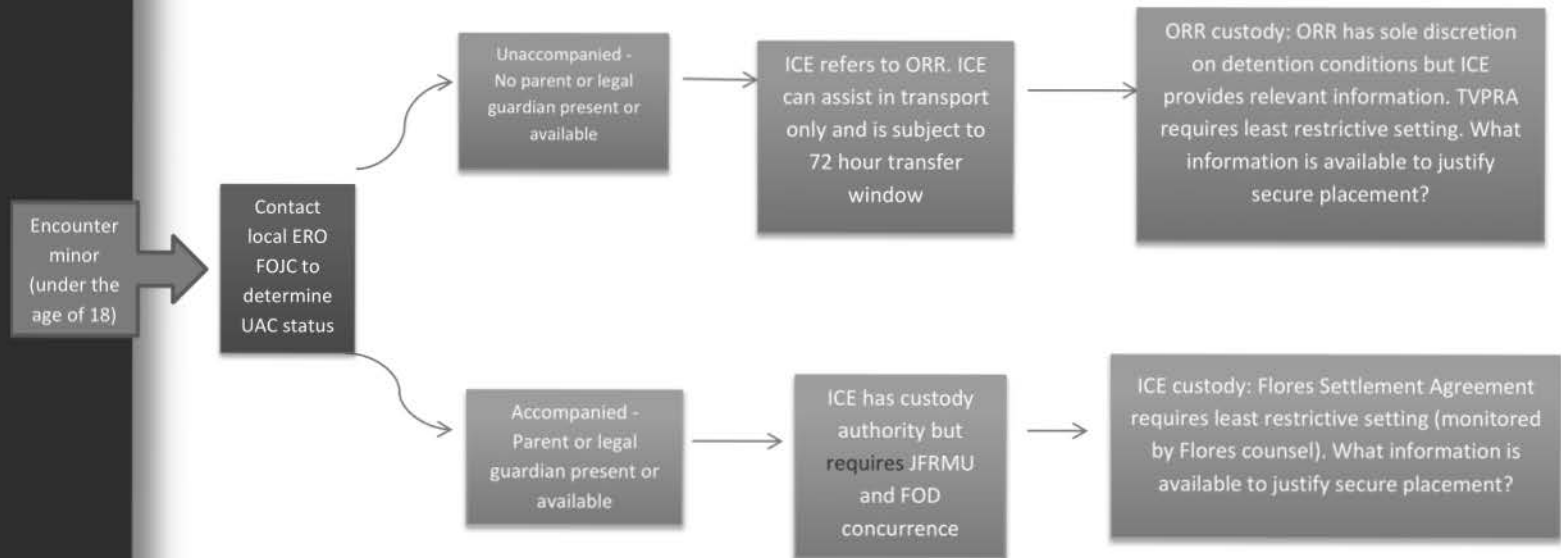 Encounter
minor
(under the
age of 18)
Contact
local ERO
FOJC to
determine
UAC status
Unaccompanied -
No parent or legal
guardian present or
available
ICE refers to ORR. ICE
can assist in transport
only and is subject to
72 hour transfer
window
ORR custody: ORR has sole discretion
on detention conditions but ICE
provides relevant information. TVPRA
requires least restrictive setting. What
information is available to justify
secure placement?
Accompanied -
Parent or legal
guardian present or
available
ICE has custody
authority but
requires JFRMU
and FOD
concurrence
ICE custody: Flores Settlement Agreement
requires least restrictive setting (monitored
by Flores counsel). What information is
available to justify secure placement?